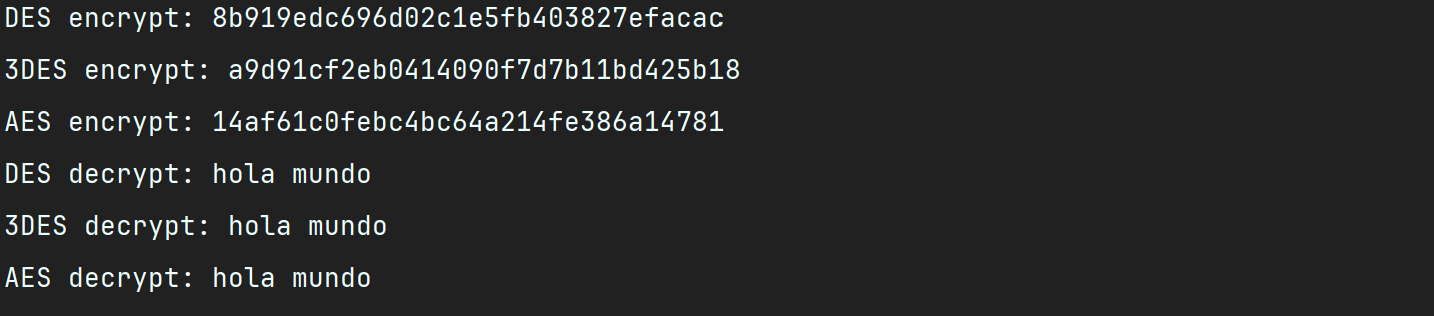 DES encrypt: 8b919edc696d02c1e5fb403827efacac
3DES encrypt: a9d91cf2eb0414090f7d7b11bd425b18
AES encrypt: 14af61c0febc4bc64a214fe386a14781
DES decrypt: hola mundo
3DES decrypt: hola mundo
AES decrypt: hola mundo